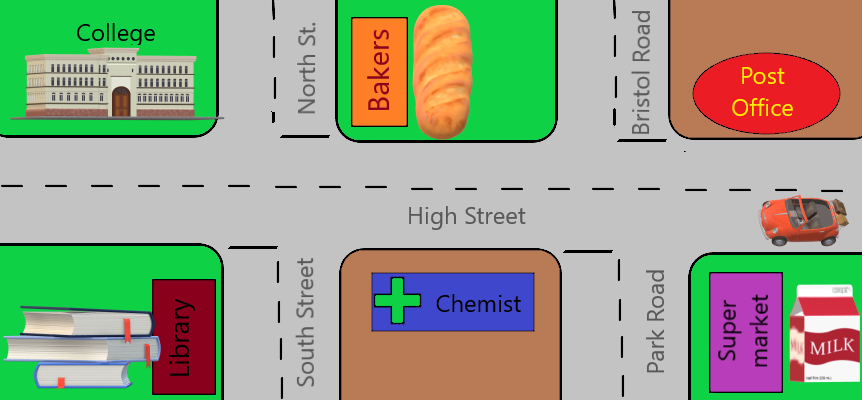 College
North St.
Bakers
Bristol Road
Post
Office
High Street
Library
South Street
Chemist
Park Road
Super
market
MILK